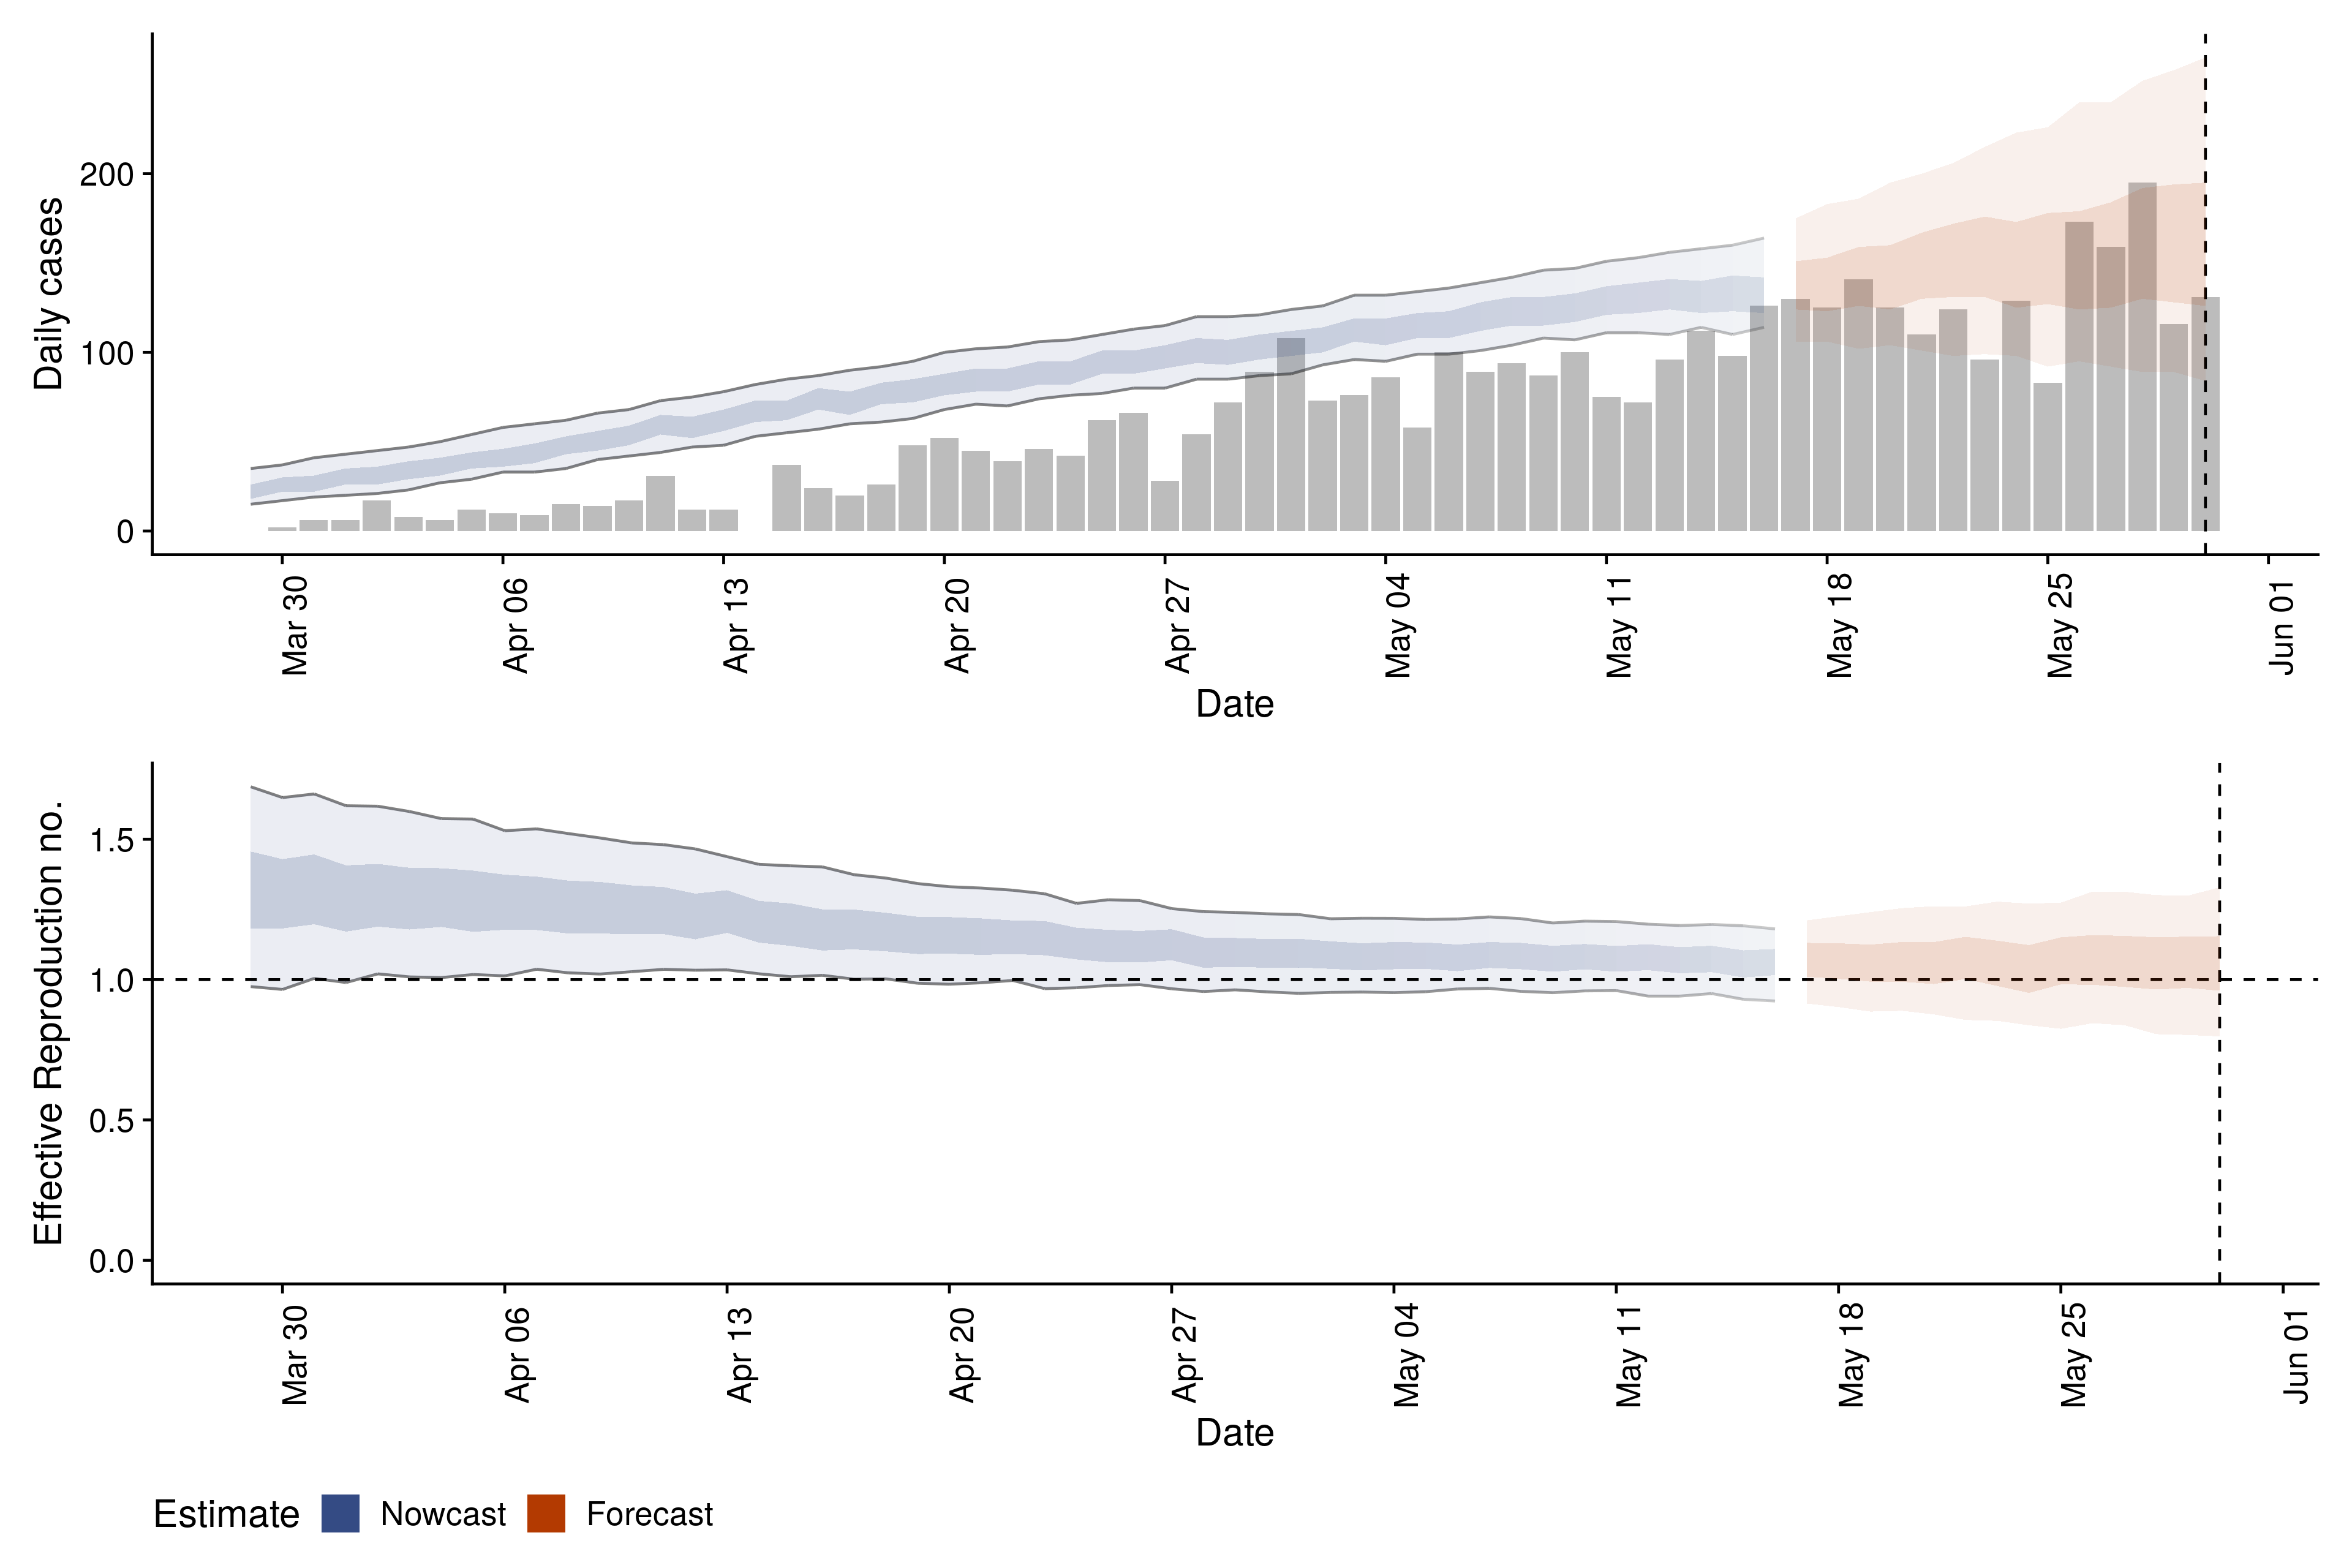 Daily cases
200
100
0
Mar 30
Apr 06
Apr 13
Apr 20
Apr 27
May 04
May 11
May 18
May 25
Jun 01
Date
Effective Reproduction no.
1.5
1.0
0.5
0.0
Mar 30
Apr 06
Apr 13
Apr 20
Apr 27
May 04
May 11
May 18
May 25
Jun 01
Date
Estimate Nowcast Forecast